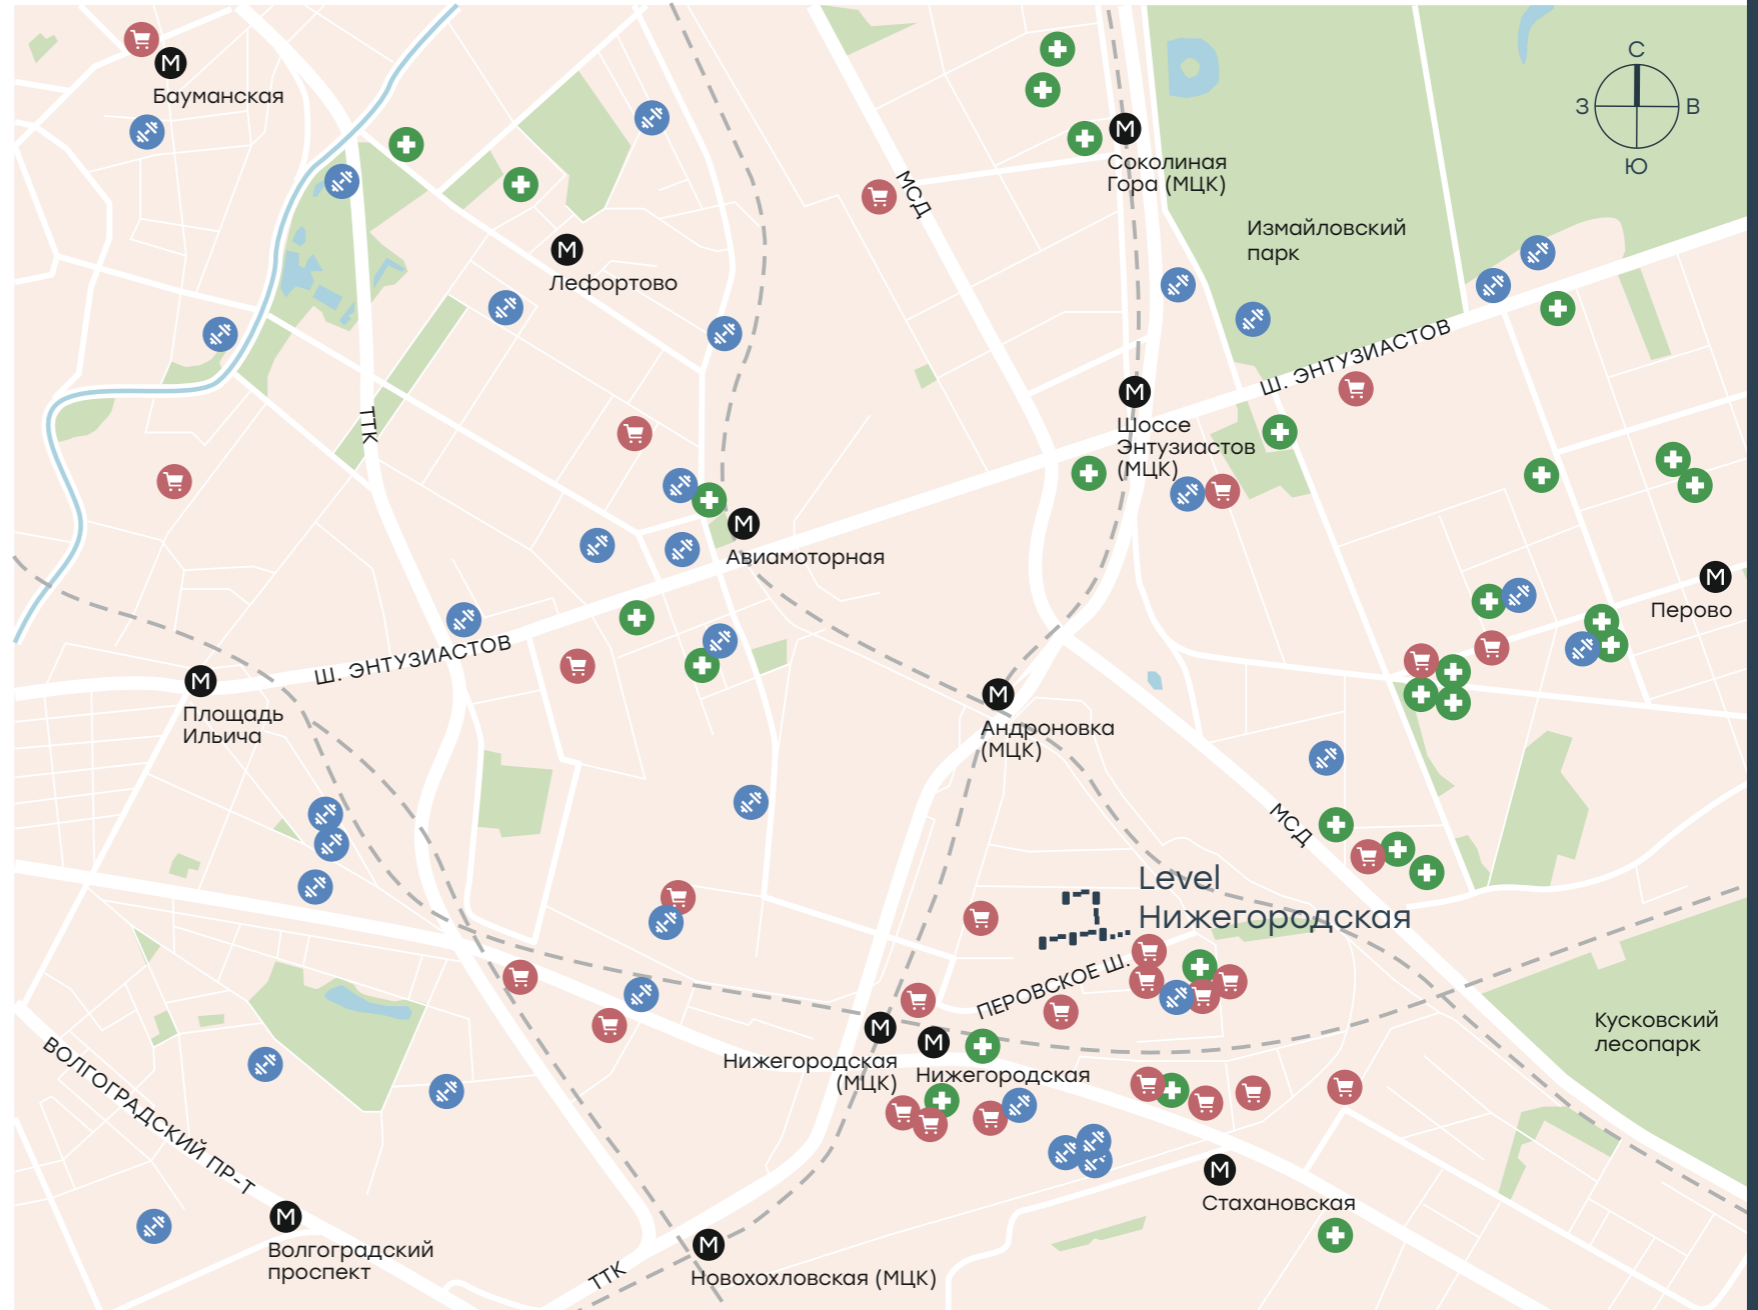 М
Бауманская
М
Соколиная
Гора (МЦК)
С
З
В
Ю
МСД
Измайловский
парк
М
Лефортово
Ш. ЭНТУЗИАСТОВ
М
Шоссе
Энтузиастов
(МЦК)
ТТК
М
Авиамоторная
М
Перово
Ш. ЭНТУЗИАСТОВ
М
Площадь
Ильича
М
Андроновка
(МЦК)
МСД
Level
Нижегородская
ПЕРОВСКОЕ Ш.
Кусковский
лесопарк
М
Нижегородская
(МЦК)
М
Нижегородская
ВОЛГОГРАДСКИЙ ПР-Т
М
Стахановская
М
Волгоградский
проспект
ТТК
М
Новохохловская (МЦК)